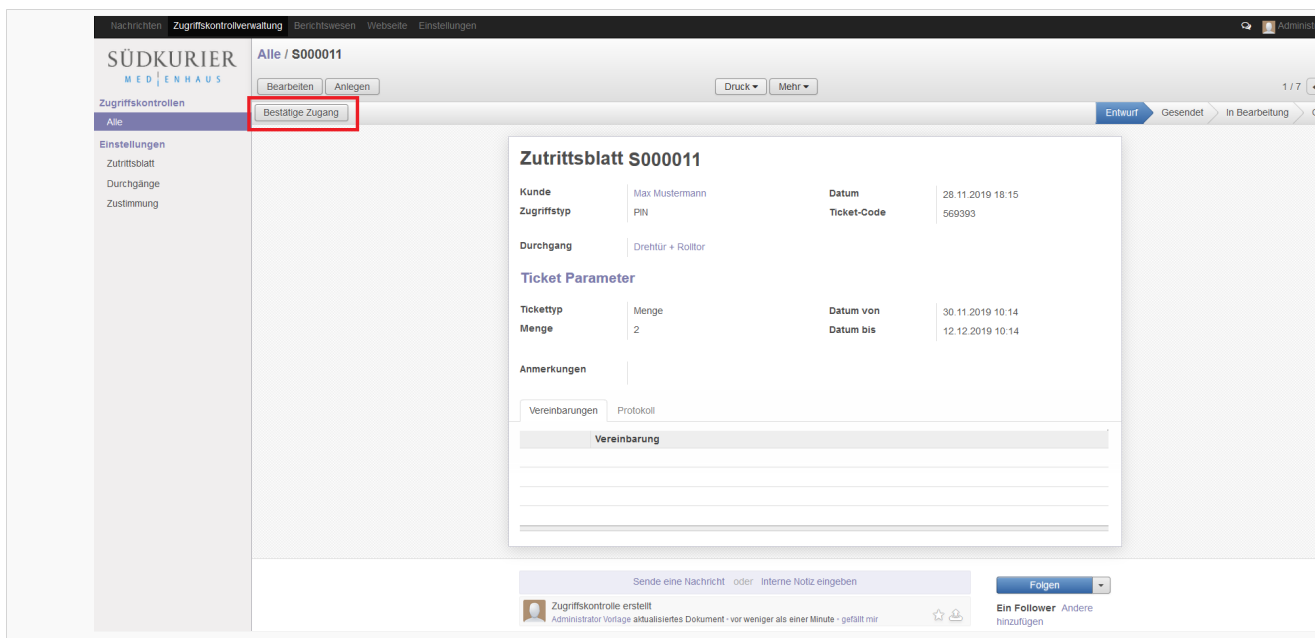 Nachrichten Zugriffskontrollverwaltung Berichtswesen Webseite Einstellungen
SÜDKURIER
MEDIENHAUS
Zugriffskontrollen
Alle
Einstellungen
Zutrittsblatt
Durchgänge
Zustimmung
Alle / S000011
Bearbeiten Anlegen Druck Mehr 1 / 7
Bestätige Zugang Entwurf Gesendet In Bearbeitung
Zutrittsblatt S000011
Kunde Max Mustermann Datum 28.11.2019 18:15
Zugriffstyp PIN Ticket-Code 569393
Durchgang Drehtür + Rolltor
Ticket Parameter
Tickettyp Menge Datum von 30.11.2019 10:14
Menge 2 Datum bis 12.12.2019 10:14
Anmerkungen
Vereinbarungen Protokoll
Vereinbarung
Sende eine Nachricht oder Interne Notiz eingeben
Folgen
Zugriffskontrolle erstellt
Administrator Vorlage aktualisiertes Dokument - vor weniger als einer Minute - gefällt mir
Ein Follower Andere
hinzufügen